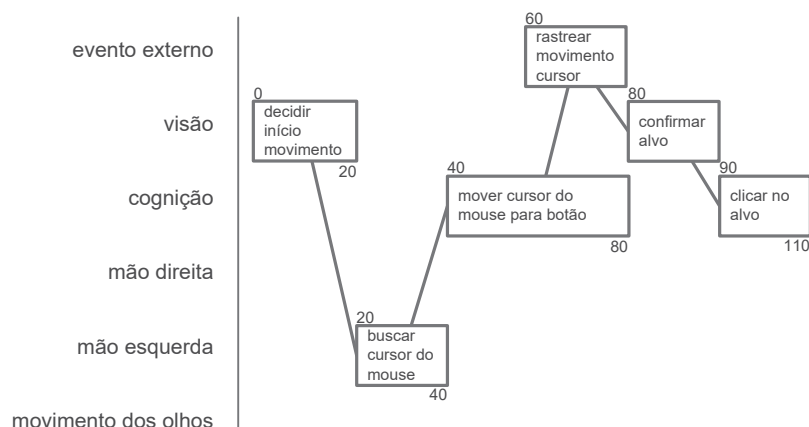 60
evento externo
rastrear
movimento
cursor
0
80
visão
decidir
início
movimento
confirmar
alvo
20
40
90
cognição
mover cursor do
mouse para botão
clicar no
alvo
80
110
mão direita
20
mão esquerda
buscar
cursor do
mouse
40
movimento dos olhos